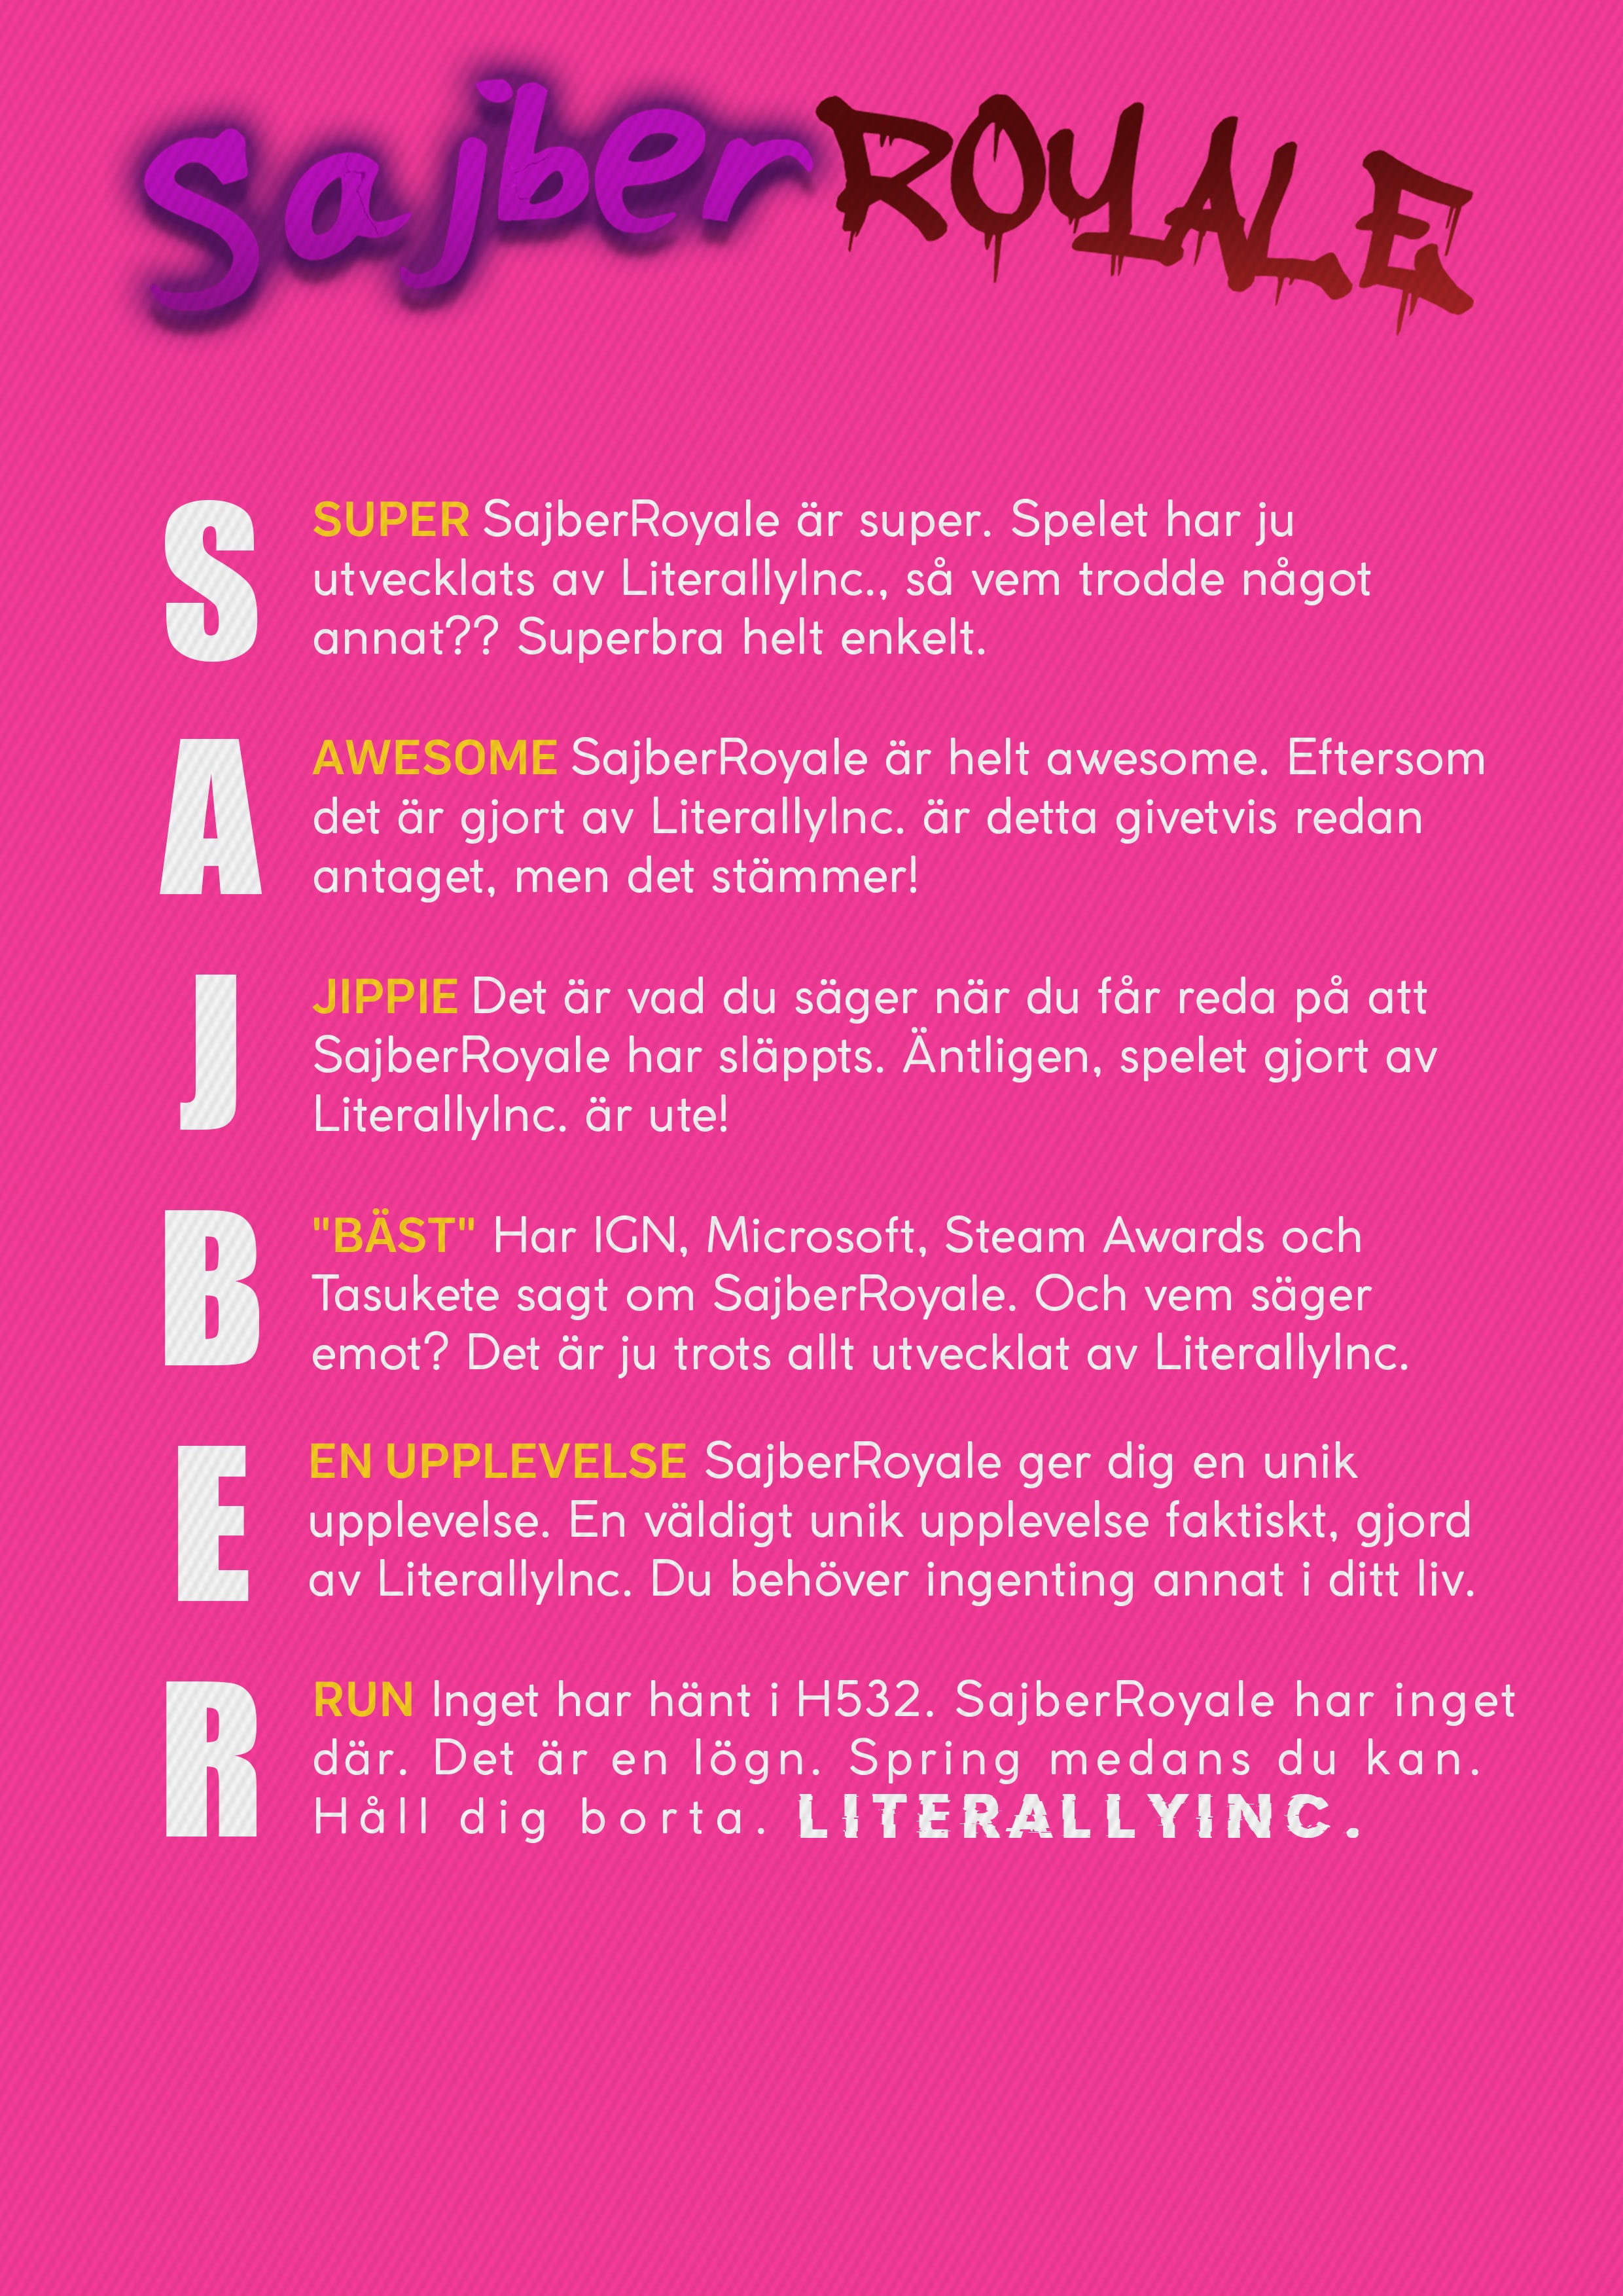 Sajber ROYALE
S
SUPER SajberRoyale är super. Spelet har ju
utvecklats av LiterallyInc., så vem trodde något
annat?? Superbra helt enkelt.
A
AWESOME SajberRoyale är helt awesome. Eftersom
det är gjort av LiterallyInc. är detta givetvis redan
antaget, men det stämmer!
J
JIPPIE Det är vad du säger när du får reda på att
SajberRoyale har släppts. Äntligen, spelet gjort av
LiterallyInc. är ute!
B
"BÄST" Har IGN, Microsoft, Steam Awards och
Tasukete sagt om SajberRoyale. Och vem säger
emot? Det är ju trots allt utvecklat av LiterallyInc.
E
EN UPPLEVELSE SajberRoyale ger dig en unik
upplevelse. En väldigt unik upplevelse faktiskt, gjord
av LiterallyInc. Du behöver ingenting annat i ditt liv.
R
RUN Inget har hänt i H532. SajberRoyale har inget
där. Det är en lögn. Spring medans du kan.
Håll dig borta. LITERALLYINC.